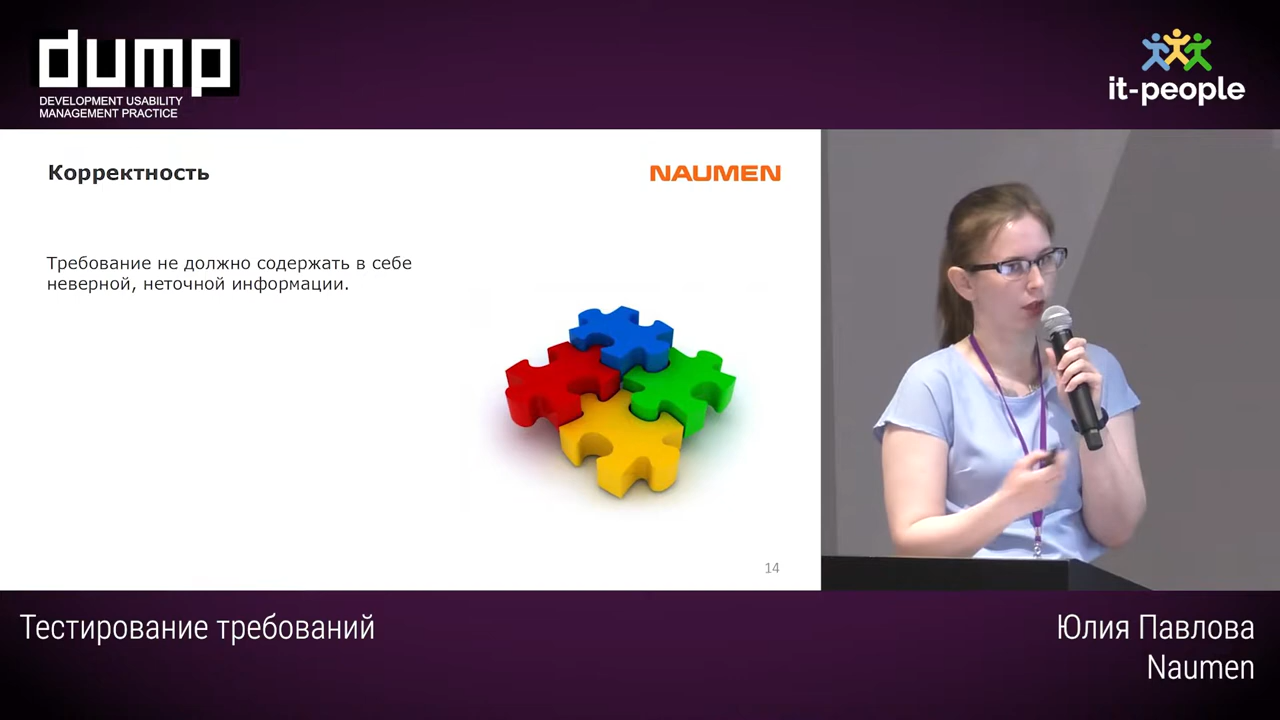 dump
DEVELOPMENT USABILITY
MANAGEMENT PRACTICE
it-people
Корректность
NAUMEN
Требование не должно содержать в себе
неверной, неточной информации.
14
Тестирование требований
Юлия Павлова
Naumen